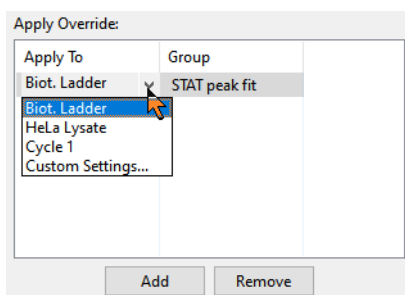 Apply Override:
Apply To Group
Biot. Ladder STAT peak fit
Biot. Ladder
HeLa Lysate
Cycle 1
Custom Settings...
Add Remove